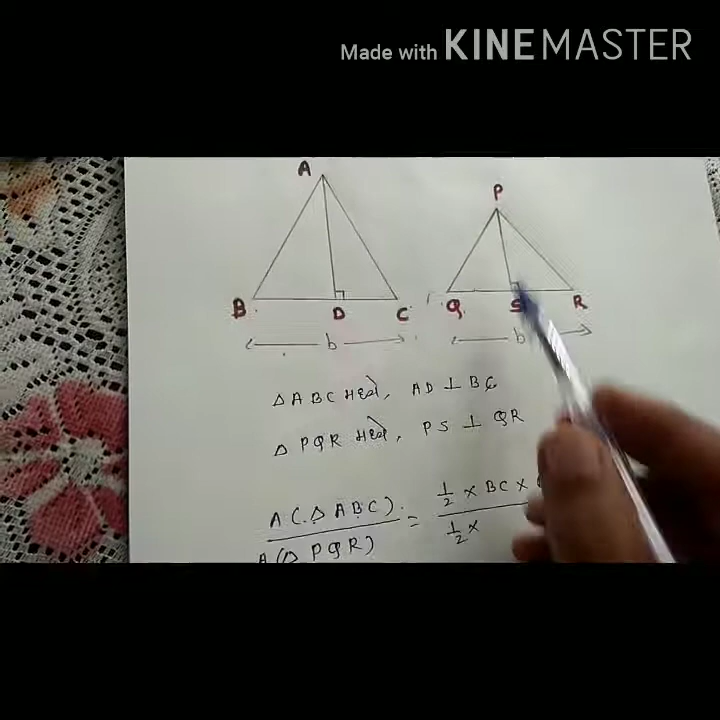 Made with KINEMASTER
A
P
B
D
C
Q
S
R
b
b
△ABC मध्ये, AD ⊥ BC
△ PQR मध्ये, PS ⊥ QR
A(△ABC) / A(△PQR) = 1/2 × BC × / 1/2 ×